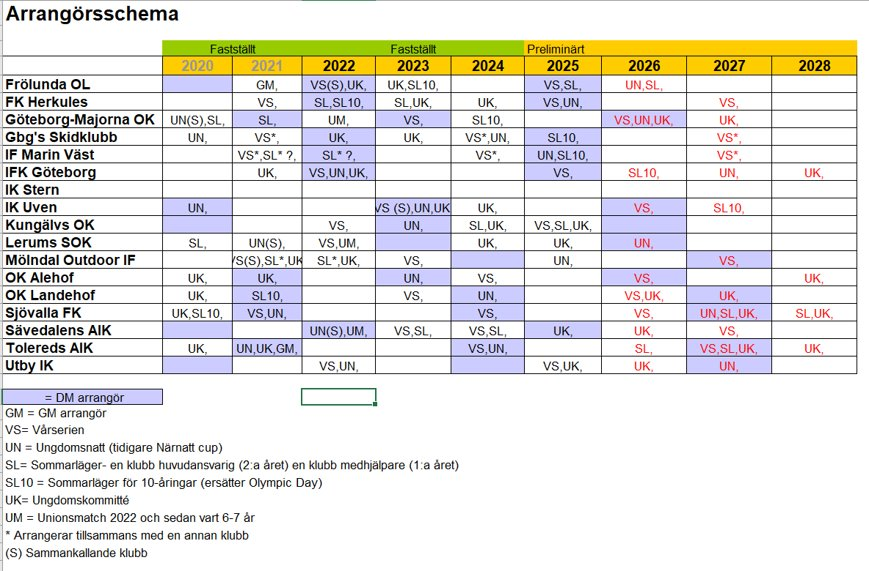 Arrangörsschema
Fastställt Fastställt Preliminärt
2020 2021 2022 2023 2024 2025 2026 2027 2028
Frölunda OL GM, VS(S),UK, UK,SL10, VS,SL, UN,SL,
FK Herkules VS, SL,SL10, SL,UK, UK, VS,UN, VS,
Göteborg-Majorna OK UN(S),SL, SL, UM, VS, SL10, VS,UN,UK, UK,
Gbg's Skidklubb UN, VS*, UK, UK, VS*,UN, SL10, VS*,
IF Marin Väst VS*,SL* ?, SL* ?, VS*, UN,SL10, VS*,
IFK Göteborg UK, VS,UN,UK, VS, SL10, UN, UK,
IK Stern
IK Uven UN, VS (S),UN,UK UK, VS, SL10,
Kungälvs OK VS, UN, SL,UK, VS,SL,UK,
Lerums SOK SL, UN(S), VS,UM, UK, UK, UN,
Mölndal Outdoor IF VS(S),SL*,UK SL*,UK, VS, UN, VS,
OK Alehof UK, UK, UN, VS, VS, UK,
OK Landehof UK, SL10, VS, UN, VS,UK, UK,
Sjövalla FK UK,SL10, VS,UN, VS, VS, UN,SL,UK, SL,UK,
Sävedalens AIK UN(S),UM, VS,SL, VS,SL, UK, UK, VS,
Tolereds AIK UK, UN,UK,GM, VS,UN, SL, VS,SL,UK, UK,
Utby IK VS,UN, VS,UK, UK, UN,
= DM arrangör
GM = GM arrangör
VS= Vårserien
UN = Ungdomsnatt (tidigare Närnatt cup)
SL= Sommarläger- en klubb huvudansvarig (2:a året) en klubb medhjälpare (1:a året)
SL10 = Sommarläger för 10-åringar (ersätter Olympic Day)
UK= Ungdomskommitté
UM = Unionsmatch 2022 och sedan vart 6-7 år
* Arrangerar tillsammans med en annan klubb
(S) Sammankallande klubb